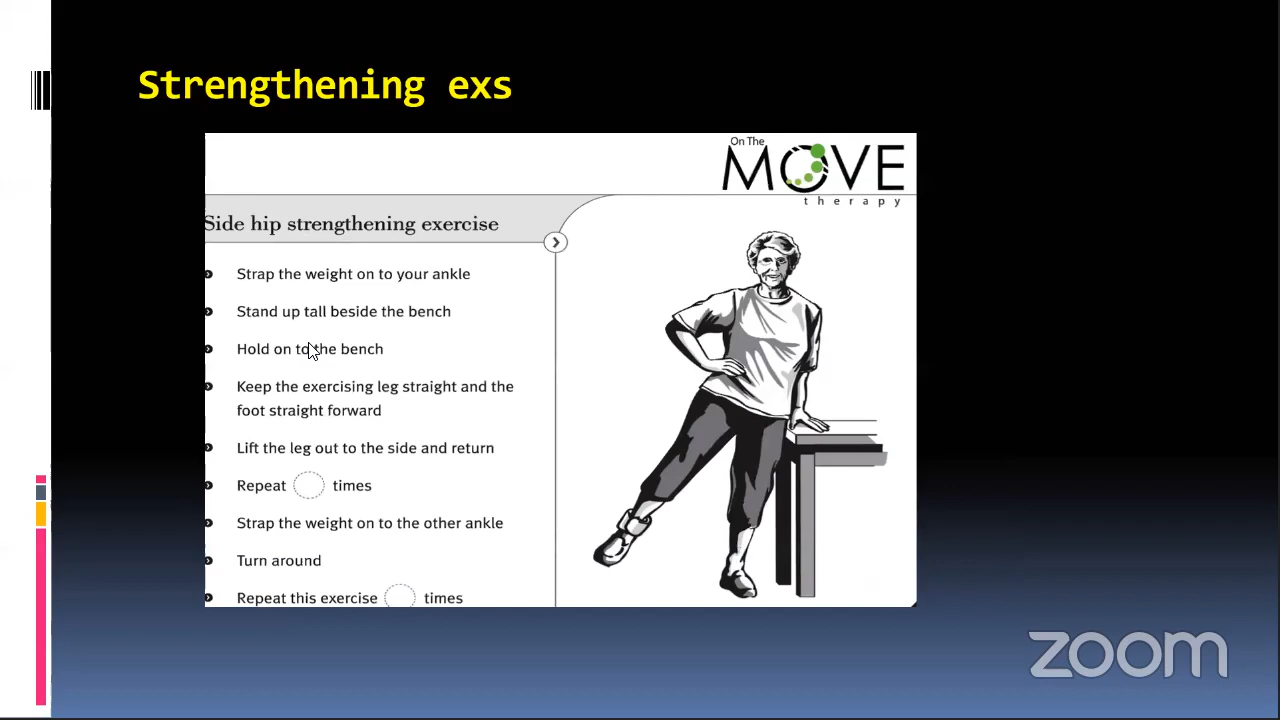 Strengthening exs
On The
MOVE
therapy
Side hip strengthening exercise
Strap the weight on to your ankle
Stand up tall beside the bench
Hold on to the bench
Keep the exercising leg straight and the
foot straight forward
Lift the leg out to the side and return
Repeat times
Strap the weight on to the other ankle
Turn around
Repeat this exercise times
zoom